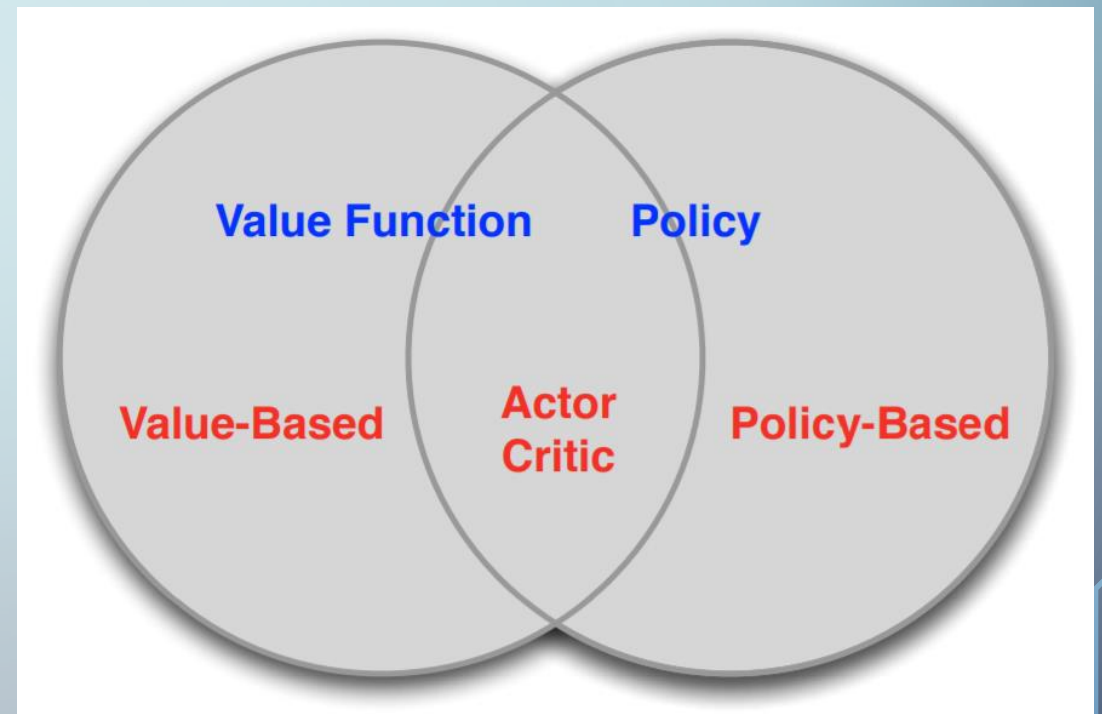 Value Function
Policy
Value-Based
Actor
Critic
Policy-Based